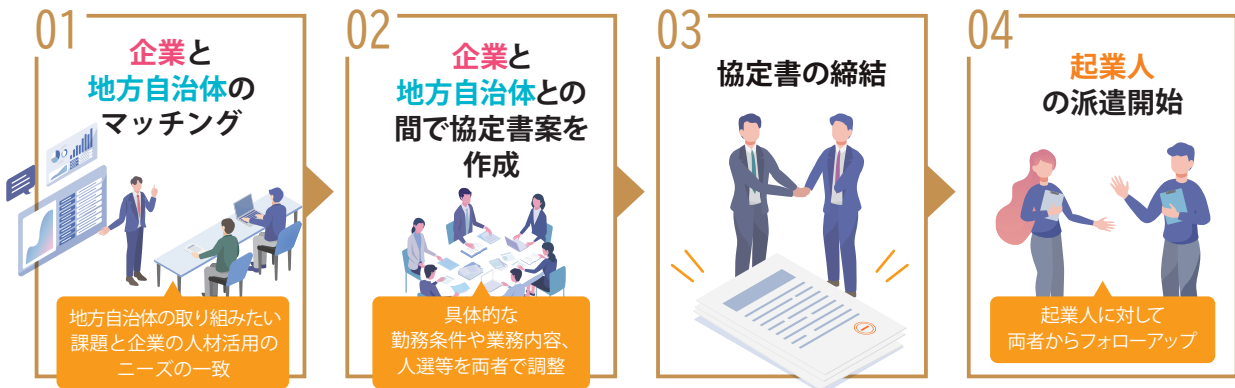 01
企業と
地方自治体の
マッチング
地方自治体の取り組みたい
課題と企業の人材活用の
ニーズの一致
02
企業と
地方自治体との
間で協定書案を
作成
具体的な
勤務条件や業務内容、
人選等を両者で調整
03
協定書の締結
04
起業人
の派遣開始
起業人に対して
両者からフォローアップ